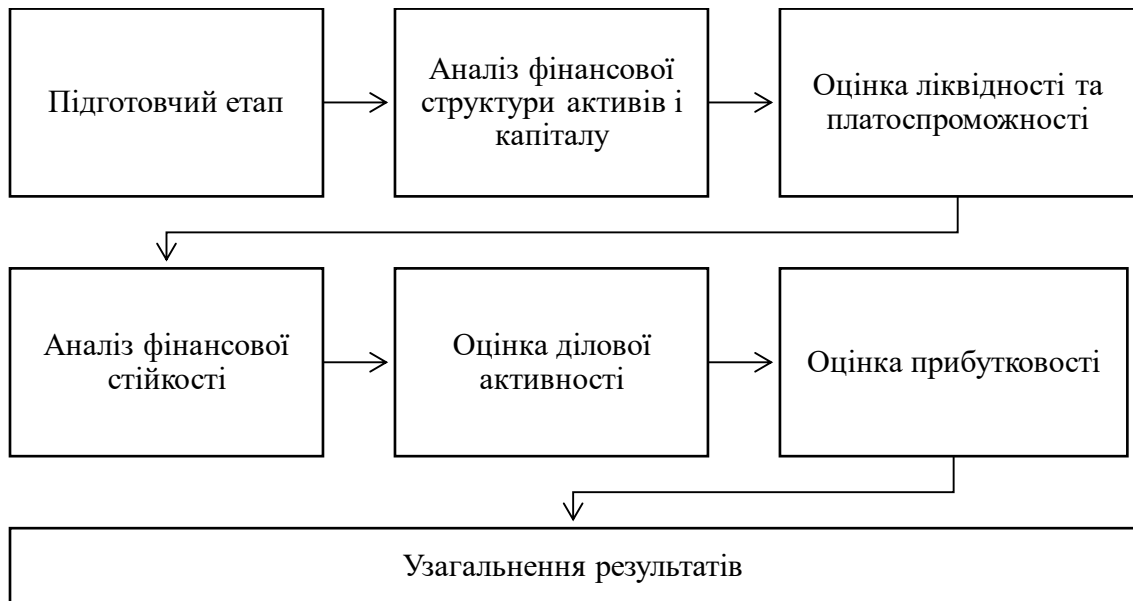 Підготовчий етап
Аналіз фінансової
структури активів і
капіталу
Оцінка ліквідності та
платоспроможності
Аналіз фінансової
стійкості
Оцінка ділової
активності
Оцінка прибутковості
Узагальнення результатів